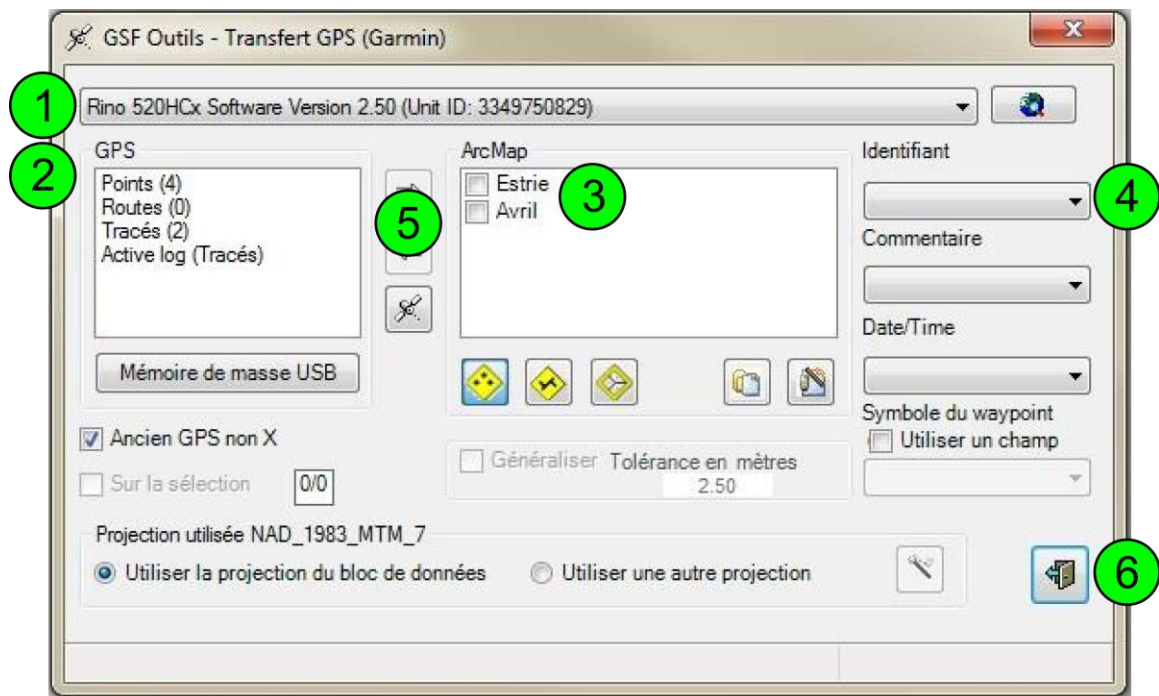 GSF Outils - Transfert GPS (Garmin)
1
Rino 520HCx Software Version 2.50 (Unit ID: 3349750829)
2
GPS
Points (4)
Routes (0)
Tracés (2)
Active log (Tracés)
Mémoire de masse USB
5
ArcMap
Estrie
Avril
3
Identifiant
4
Commentaire
Date/Time
Symbole du waypoint
Utiliser un champ
Ancien GPS non X
Sur la sélection 0/0
Généraliser Tolérance en mètres
2.50
Projection utilisée NAD_1983_MTM_7
Utiliser la projection du bloc de données Utiliser une autre projection
6